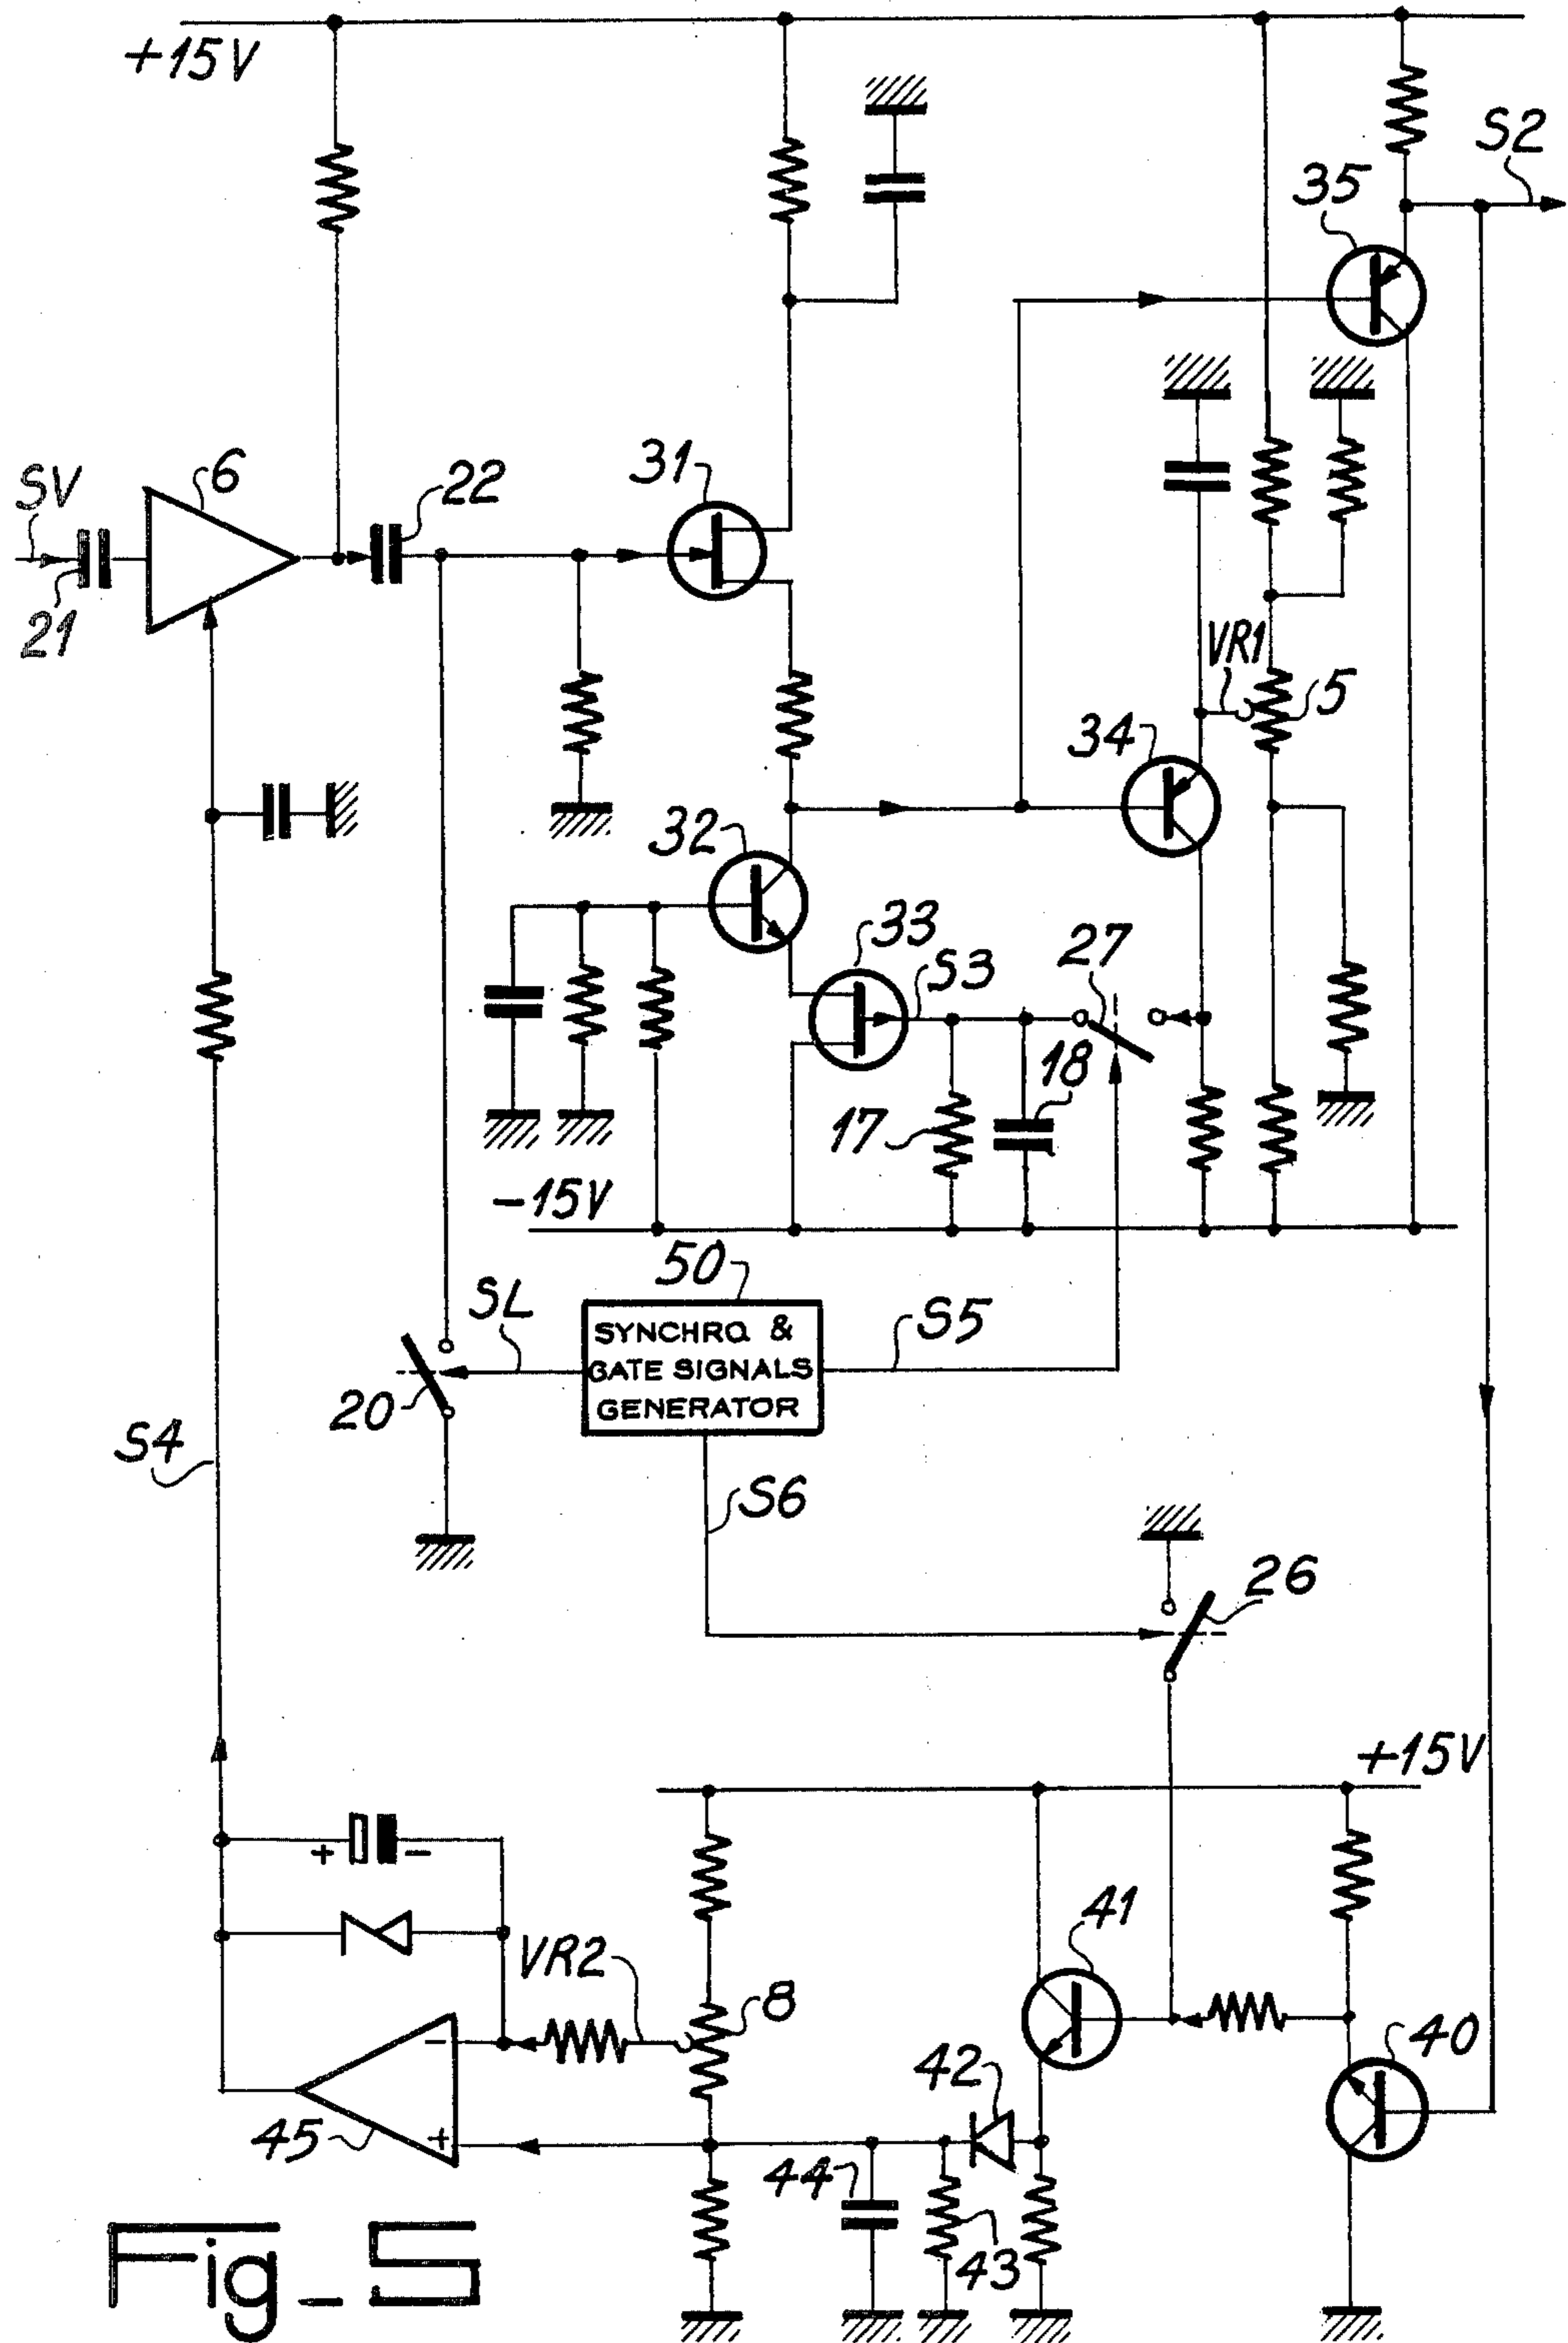 +15V
S2
35
SV
6
22
31
21
VR1
5
34
32
33
S3
27
18
17
-15V
50
SL
SYNCHRO &
GATE SIGNALS
GENERATOR
S5
20
S4
S6
26
+15V
+ -
41
VR2
8
-
40
42
45
+
44
43
Fig_5